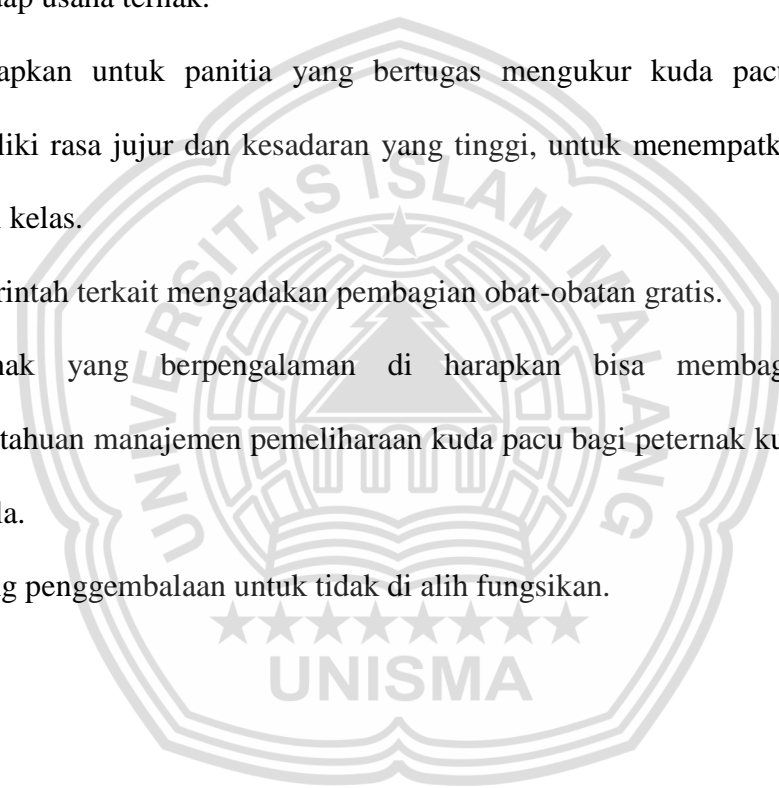 usaha ternak.
apkan untuk panitia yang bertugas mengukur kuda pacu
liki rasa jujur dan kesadaran yang tinggi, untuk menempatk
kelas.
rintah terkait mengadakan pembagian obat-obatan gratis.
nak yang berpengalaman di harapkan bisa membag
tahuan manajemen pemeliharaan kuda pacu bagi peternak ku
la.
g penggembalaan untuk tidak di alih fungsikan.
UNIVERSITAS ISLAM MALANG
UNISMA